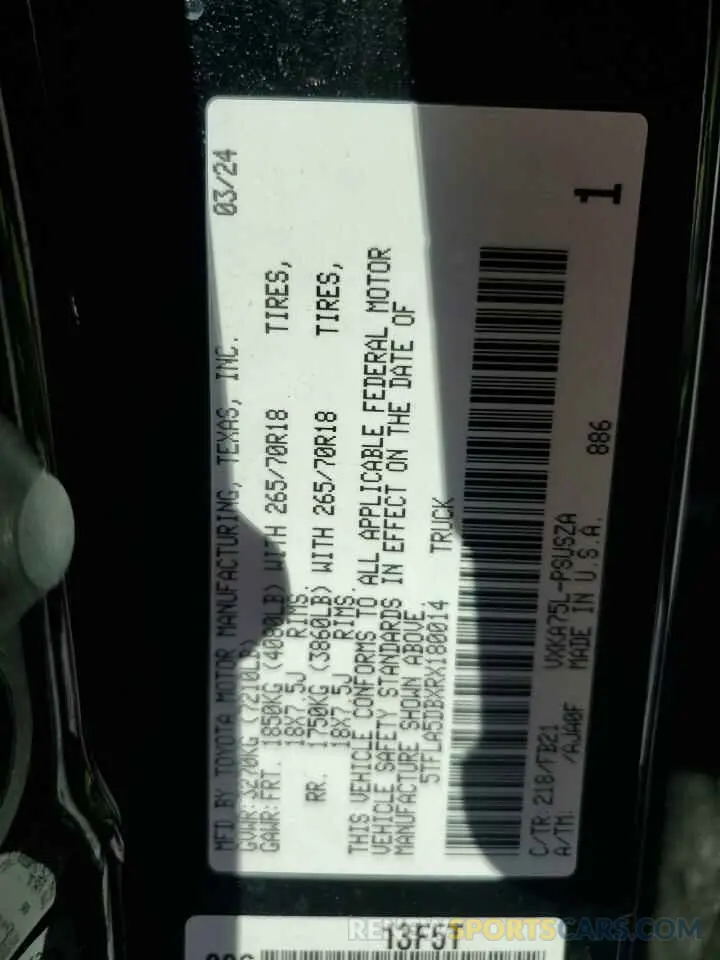 MFD BY TOYOTA MOTOR MANUFACTURING, TEXAS, INC. 03/24
GVWR: 3270KG (7210LB)
GAWR: FRT. 1850KG (4080LB) WITH 265/70R18 TIRES,
18X7.5J RIMS.
RR. 1750KG (3860LB) WITH 265/70R18 TIRES,
18X7.5J RIMS.
THIS VEHICLE CONFORMS TO ALL APPLICABLE FEDERAL MOTOR
VEHICLE SAFETY STANDARDS IN EFFECT ON THE DATE OF
MANUFACTURE SHOWN ABOVE.
5TFLA5DBXRX180014 TRUCK
C/TR: 218/FB21 VXKA75L-PSUSZA 886 1
A/TM: /AJA0F MADE IN U.S.A.
13F5T
REMOVESPORTSCARS.COM